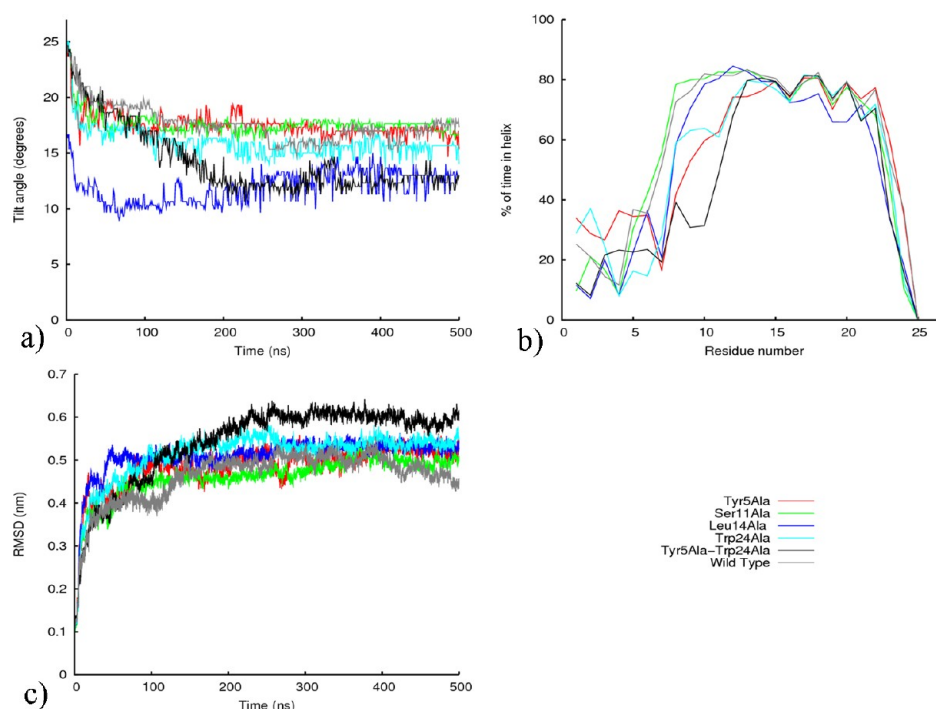 25
20
15
10
5
0
Tilt angle (degrees)
0
100
200
300
400
500
Time (ns)
a)
100
80
60
40
20
0
% of time in helix
0
5
10
15
20
25
Residue number
b)
0.7
0.6
0.5
0.4
0.3
0.2
0.1
0
RMSD (nm)
0
100
200
300
400
500
Time (ns)
c)
Tyr5Ala
Ser11Ala
Leu14Ala
Trp24Ala
Tyr5Ala-Trp24Ala
Wild Type